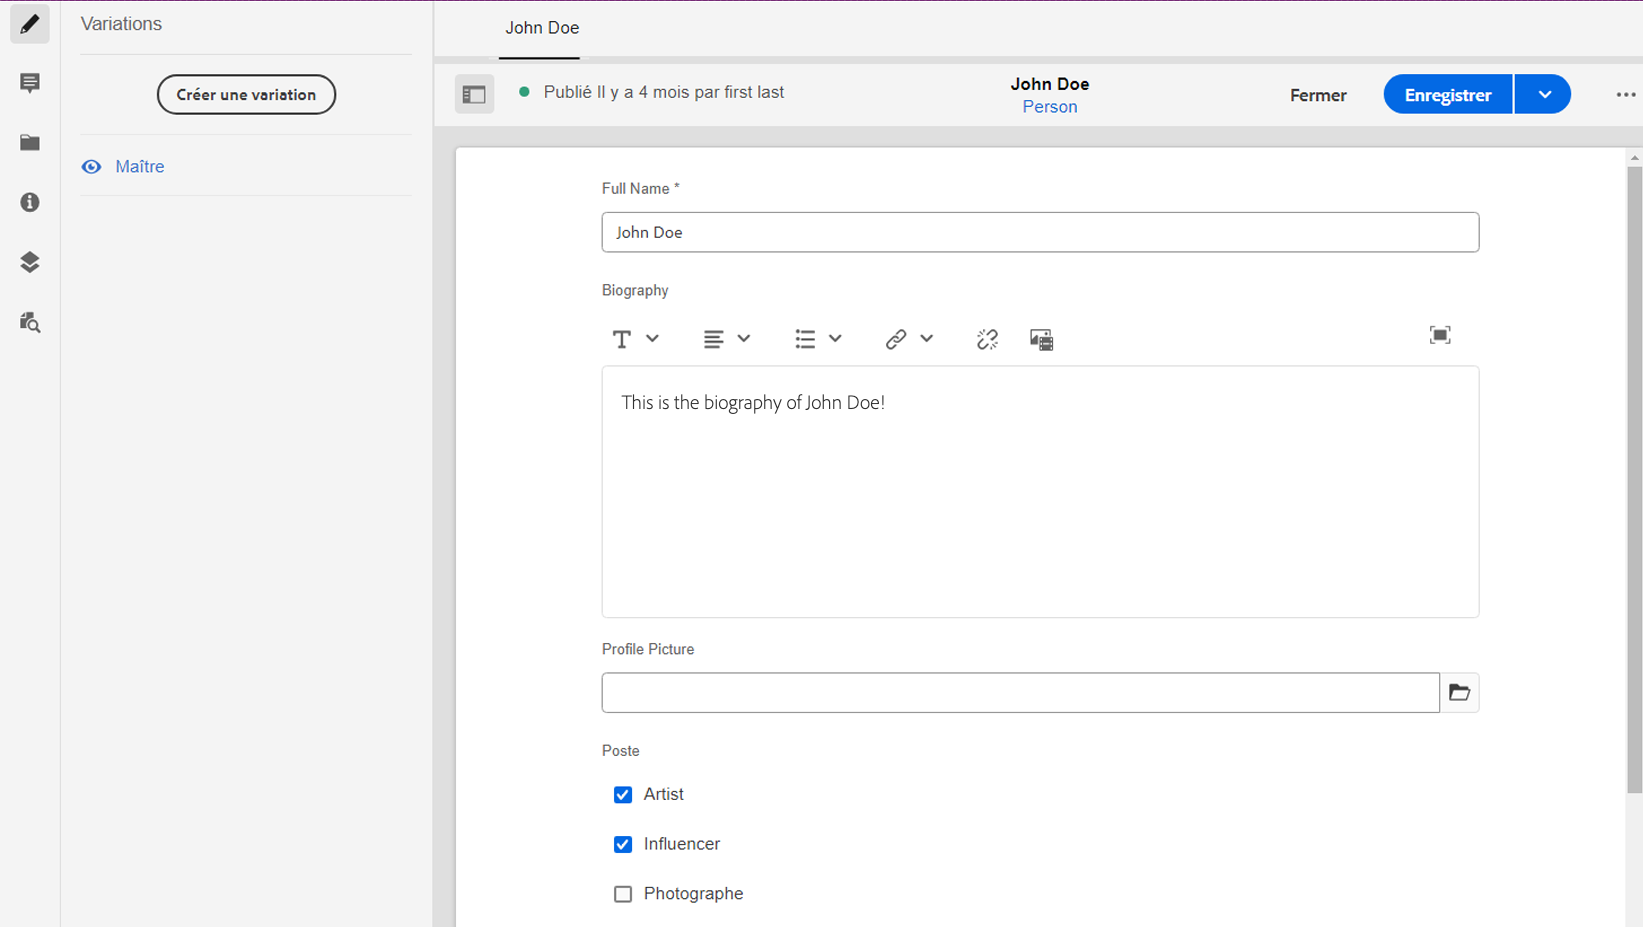 Variations
Créer une variation
Maître
John Doe
Publié Il y a 4 mois par first last
John Doe
Person
Fermer
Enregistrer
Full Name *
John Doe
Biography
This is the biography of John Doe!
Profile Picture
Poste
Artist
Influencer
Photographe